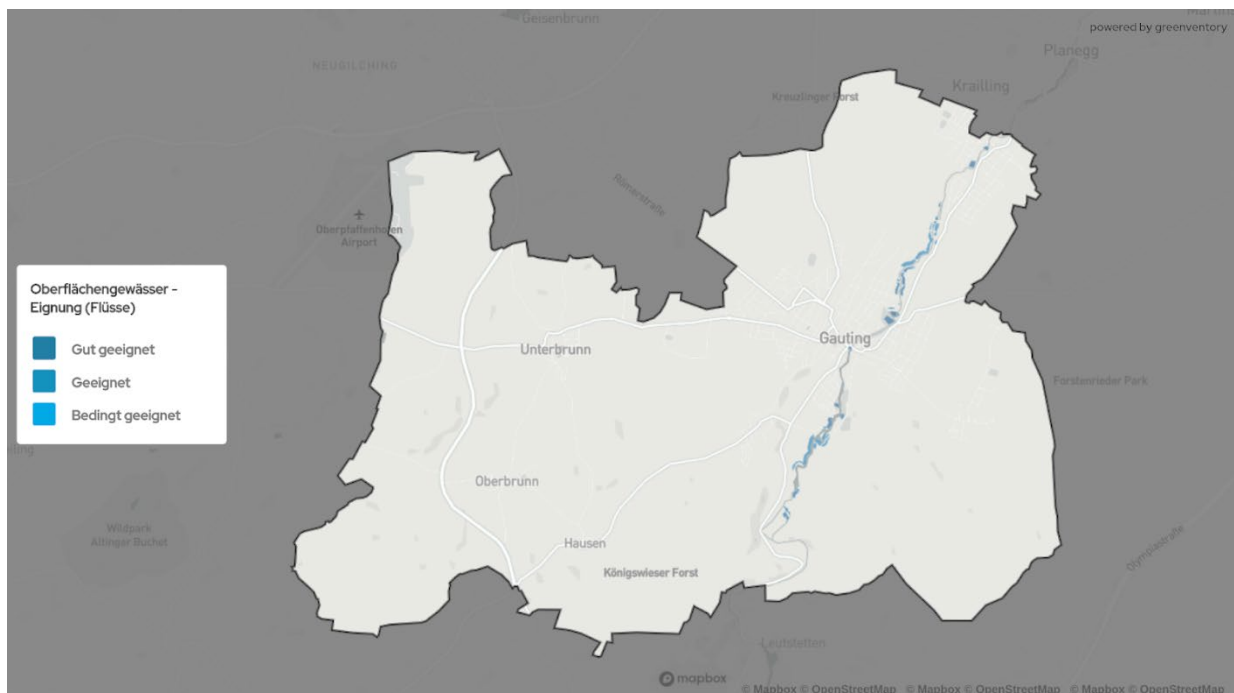 Geisenbrunn
powered by greenventory
Planegg
NEUGILCHING
Krailling
Kreuzlinger Forst
Römerstraße
Oberpfaffenhofen
Airport
Oberflächengewässer -
Eignung (Flüsse)
Gut geeignet
Geeignet
Bedingt geeignet
Unterbrunn
Gauting
Forstenrieder Park
Oberbrunn
Wildpark
Altinger Buchet
Hausen
Königswieser Forst
Olympiastraße
Leutstetten
mapbox
© Mapbox © OpenStreetMap © Mapbox © OpenStreetMap © Mapbox © OpenStreetMap